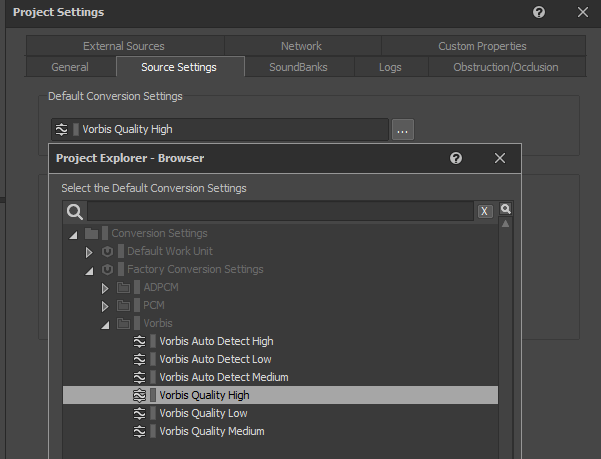 Project Settings
External Sources Network Custom Properties
General Source Settings SoundBanks Logs Obstruction/Occlusion
Default Conversion Settings
Vorbis Quality High ...
Project Explorer - Browser
Select the Default Conversion Settings
X
Conversion Settings
Default Work Unit
Factory Conversion Settings
ADPCM
PCM
Vorbis
Vorbis Auto Detect High
Vorbis Auto Detect Low
Vorbis Auto Detect Medium
Vorbis Quality High
Vorbis Quality Low
Vorbis Quality Medium